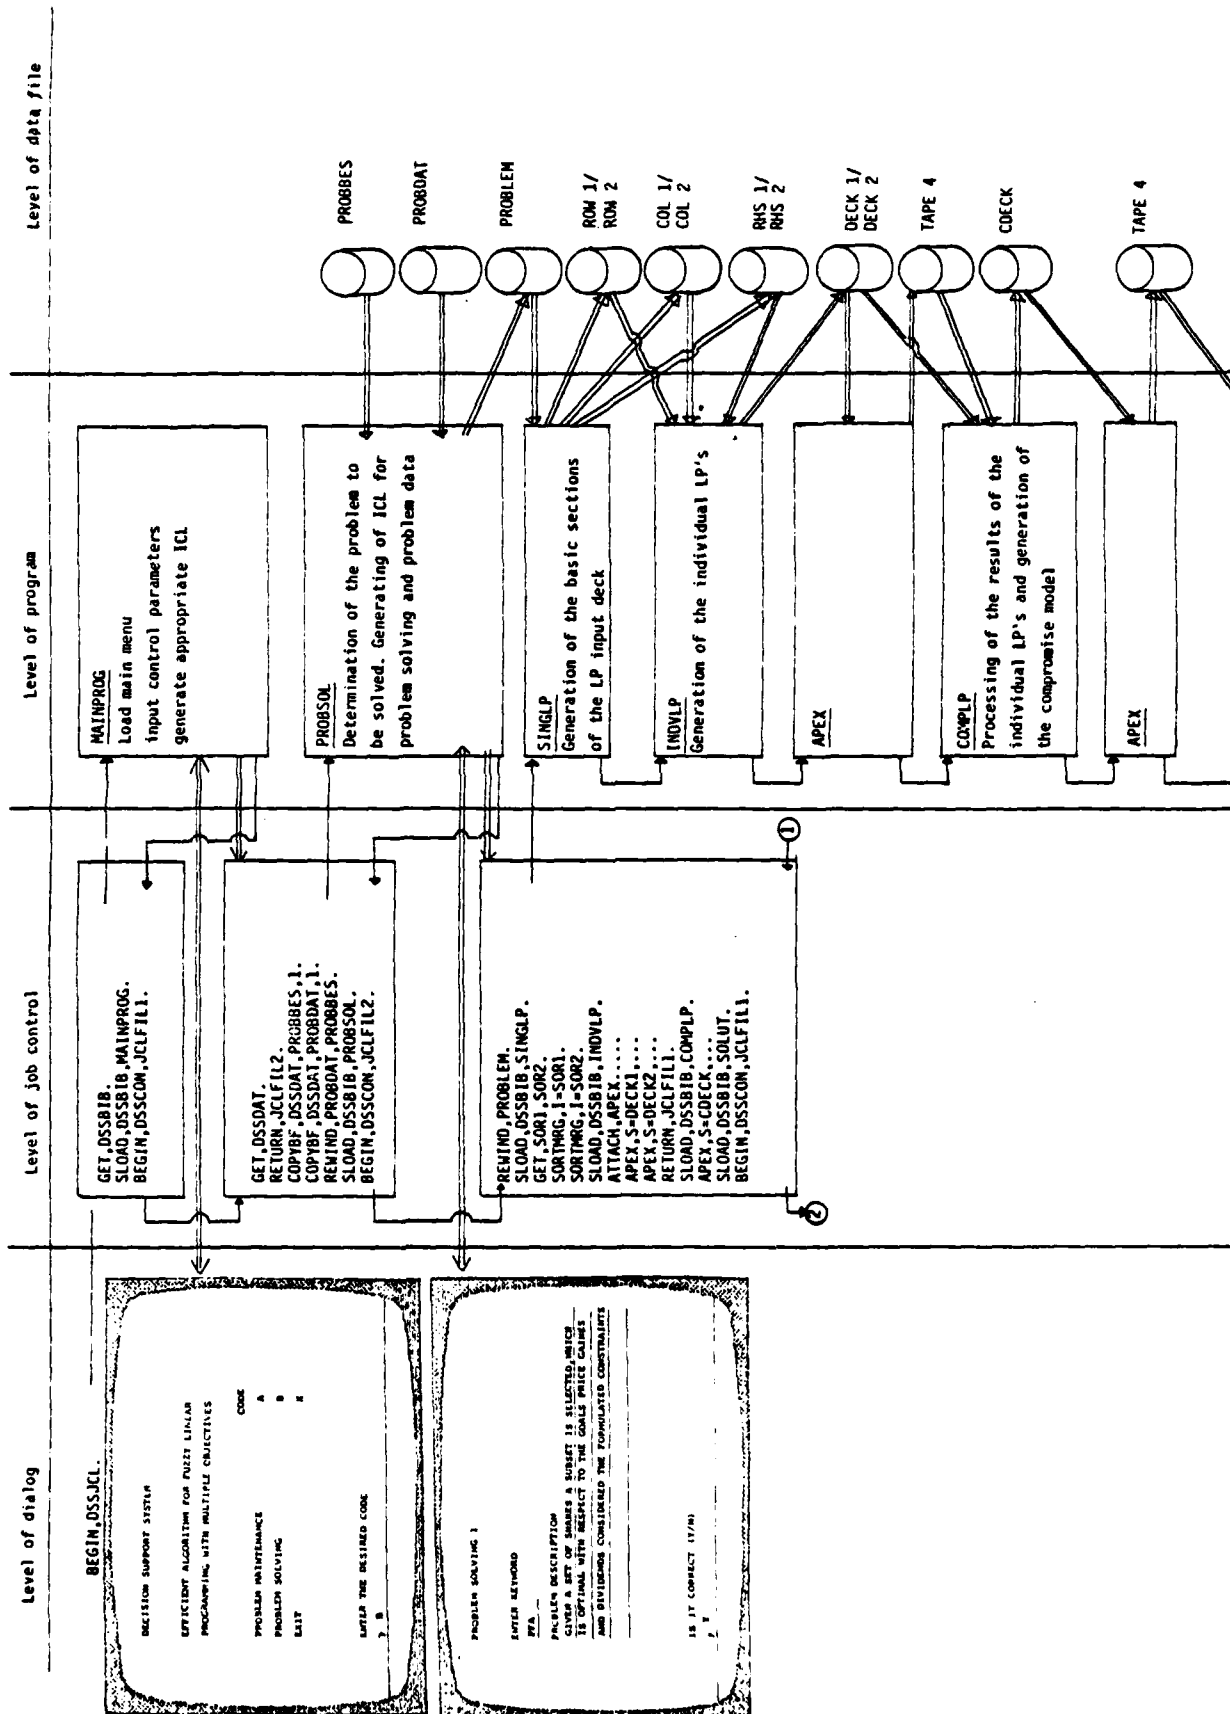 Level of dialog
Level of job control
Level of program
Level of data file
BEGIN,DSSJCL.
DECISION SUPPORT SYSTEM
EFFICIENT ALGORITHM FOR FUZZY LINEAR
PROGRAMMING WITH MULTIPLE OBJECTIVES
CODE
PROBLEM MAINTENANCE A
PROBLEM SOLVING B
EXIT X
ENTER THE DESIRED CODE
? B
PROBLEM SOLVING 1
ENTER KEYWORD
PFA
PROBLEM DESCRIPTION
GIVEN A SET OF SHARES A SUBSET IS SELECTED,WHICH
IS OPTIMAL WITH RESPECT TO THE GOALS PRICE GAINES
AND DIVIDENDS CONSIDERED THE FORMULATED CONSTRAINTS
IS IT CORRECT (Y/N)
Y
GET,DSSBIB.
SLOAD,DSSBIB,MAINPROG.
BEGIN,DSSCON,JCLFIL1.
GET,DSSDAT.
RETURN,JCLFIL2.
COPYBF,DSSDAT,PROBBES,1.
COPYBF,DSSDAT,PROBDAT,1.
REWIND,PROBDAT,PROBBES.
SLOAD,DSSBIB,PROBSOL.
BEGIN,DSSCON,JCLFIL2.
REWIND,PROBLEM.
SLOAD,DSSBIB,SINGLP.
GET,SOR1,SOR2.
SORTMRG,I=SOR1.
SORTMRG,I=SOR2.
SLOAD,DSSBIB,INDVLP.
ATTACH,APEX.....
APEX,S=DECK1,...
APEX,S=DECK2,...
RETURN,JCLFIL1.
SLOAD,DSSBIB,COMPLP.
APEX,S=CDECK,...
SLOAD,DSSBIB,SOLUT.
BEGIN,DSSCON,JCLFIL1.
2
1
MAINPROG
Load main menu
input control parameters
generate appropriate ICL
PROBSOL
Determination of the problem to
be solved. Generating of ICL for
problem solving and problem data
SINGLP
Generation of the basic sections
of the LP input deck
INDVLP
Generation of the individual LP's
APEX
COMPLP
Processing of the results of the
individual LP's and generation of
the compromise model
APEX
PROBBES
PROBDAT
PROBLEM
ROW 1/
ROW 2
COL 1/
COL 2
RHS 1/
RHS 2
DECK 1/
DECK 2
TAPE 4
CDECK
TAPE 4